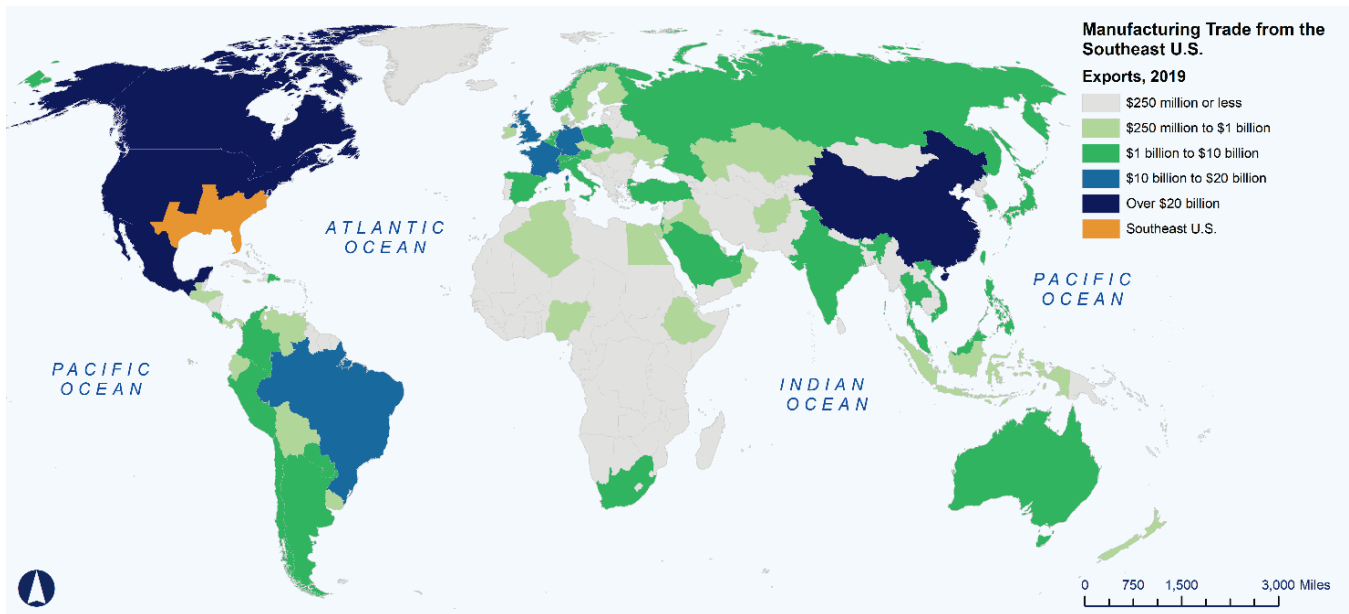 Manufacturing Trade from the
Southeast U.S.
Exports, 2019
$250 million or less
$250 million to $1 billion
$1 billion to $10 billion
$10 billion to $20 billion
Over $20 billion
Southeast U.S.
ATLANTIC
OCEAN
PACIFIC
OCEAN
PACIFIC
OCEAN
INDIAN
OCEAN
0 750 1,500 3,000 Miles